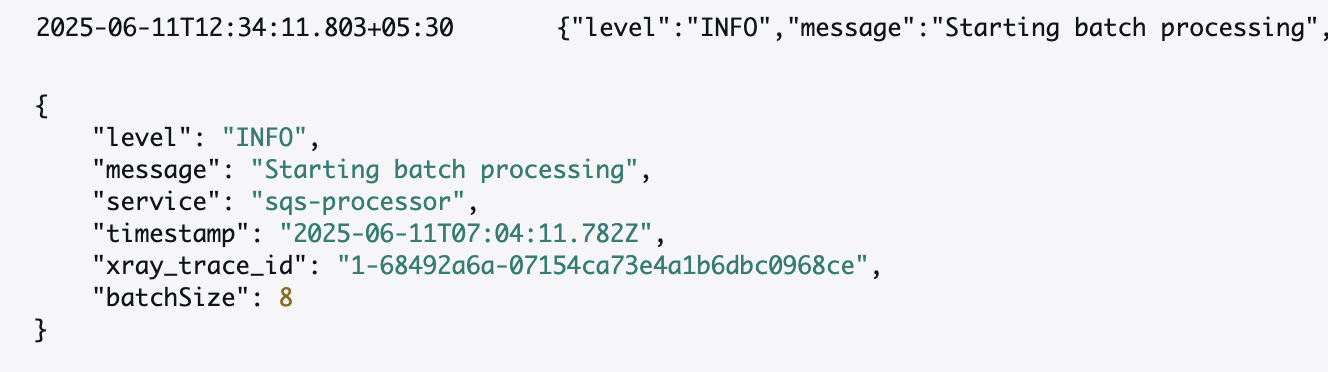 2025-06-11T12:34:11.803+05:30 {"level":"INFO","message":"Starting batch processing",
{
"level": "INFO",
"message": "Starting batch processing",
"service": "sqs-processor",
"timestamp": "2025-06-11T07:04:11.782Z",
"xray_trace_id": "1-68492a6a-07154ca73e4a1b6dbc0968ce",
"batchSize": 8
}